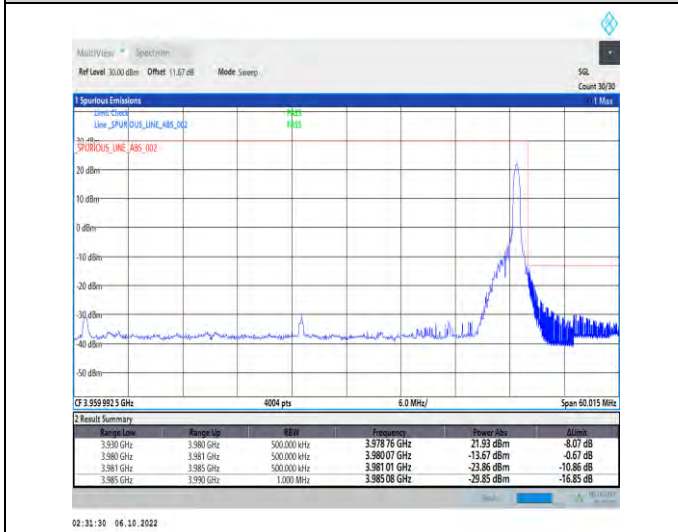 MultiView Spectrum
Ref Level 30.00 dBm Offset 11.67 dB Mode Sweep SGL
Count 30/30
1 Spurious Emissions 1 Max
Limit Check PASS
Line _SPURIOUS_LINE_ABS_002 PASS
_SPURIOUS_LINE_ABS_002
20 dBm
0 dBm
-10 dBm
-20 dBm
-30 dBm
-40 dBm
-50 dBm
CF 3.959 992 5 GHz 4004 pts 6.0 MHz/ Span 60.015 MHz
2 Result Summary
Range Low Range Up RBW Frequency Power Abs ΔLimit
3.930 GHz 3.980 GHz 500.000 kHz 3.978 76 GHz 21.93 dBm -8.07 dB
3.980 GHz 3.981 GHz 500.000 kHz 3.980 07 GHz -13.67 dBm -0.67 dB
3.981 GHz 3.985 GHz 500.000 kHz 3.981 01 GHz -23.86 dBm -10.86 dB
3.985 GHz 3.990 GHz 1.000 MHz 3.985 08 GHz -29.85 dBm -16.85 dB
02:31:30 06.10.2022